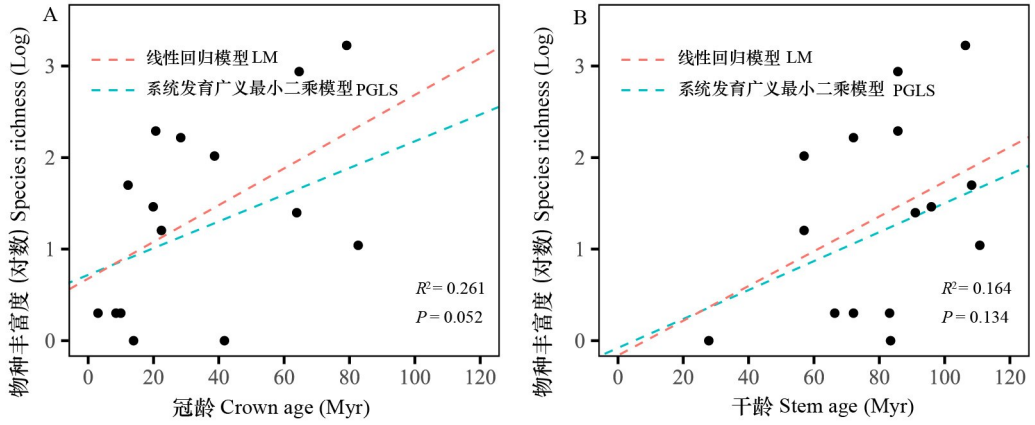 A
物种丰富度 (对数) Species richness (Log)
3
2
1
0
线性回归模型 LM
系统发育广义最小二乘模型 PGLS
R²= 0.261
P = 0.052
0 20 40 60 80 100 120
冠龄 Crown age (Myr)
B
物种丰富度 (对数) Species richness (Log)
3
2
1
0
线性回归模型 LM
系统发育广义最小二乘模型 PGLS
R²= 0.164
P = 0.134
0 20 40 60 80 100 120
干龄 Stem age (Myr)